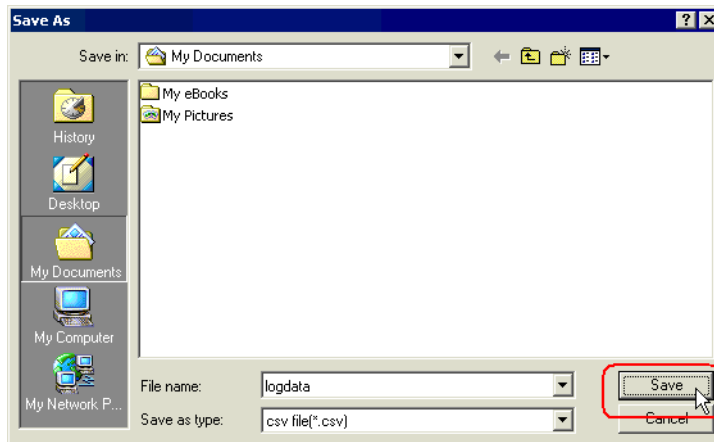 Save As
Save in: My Documents
My eBooks
My Pictures
History
Desktop
My Documents
My Computer
My Network P...
File name: logdata
Save as type: csv file(*.csv)
Save
Cancel